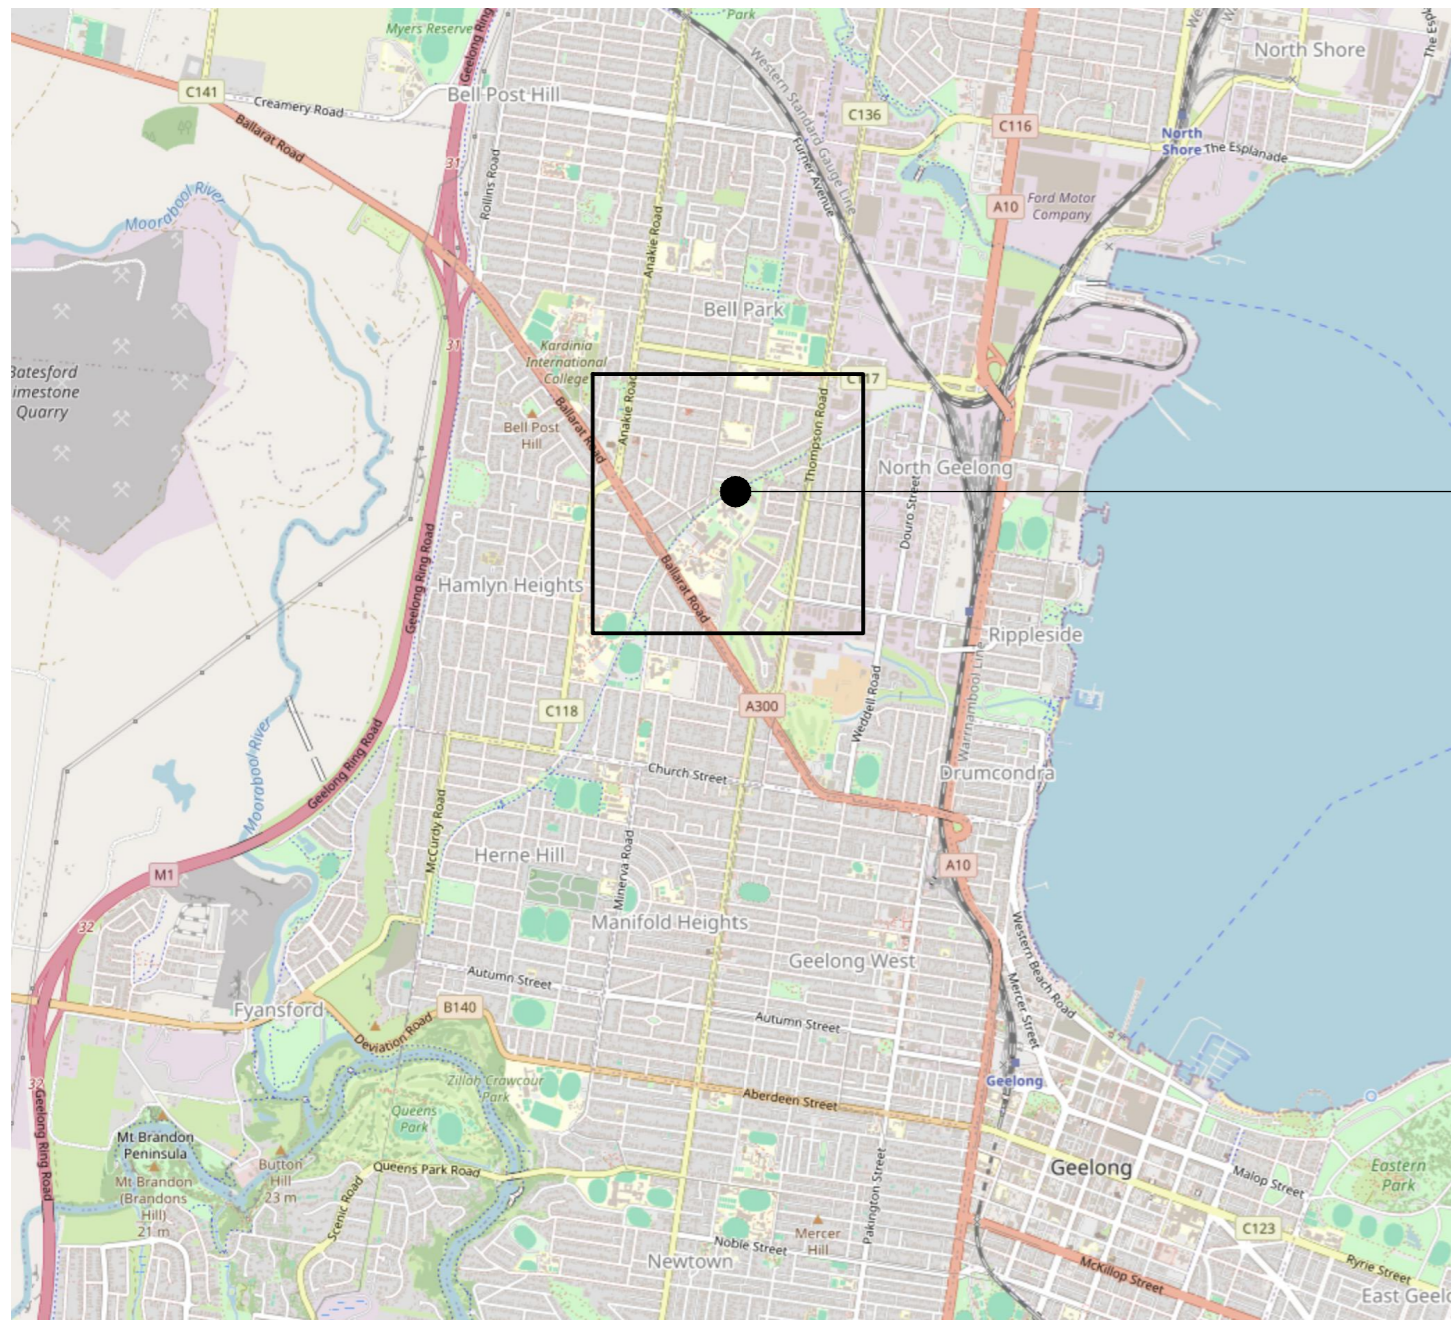 Park
North Shore
Myers Reserve
Geelong Ring
The Esp
C141
Creamery Road
Bell Post Hill
Western Standard Gauge Line
C136
C116
North
Shore
The Esplanade
Ballarat Road
31
Rollins Road
Furner Avenue
Moorabool River
A10
Ford Motor
Company
Anakie Road
Bell Park
31
Kardinia
International
College
Batesford
imestone
Quarry
C117
Anakie Road
Ballarat Road
Bell Post
Hill
Thompson Road
North Geelong
Douro Street
Geelong Ring Road
Hamlyn Heights
Ballarat Road
Rippleside
Warrnambool Line
Weddell Road
C118
A300
Moorabool River
Geelong Ring Road
Church Street
Drumcondra
McCurdy Road
Herne Hill
Minerva Road
A10
M1
32
Manifold Heights
Geelong West
Western Beach Road
Autumn Street
Mercer Street
Fyansford
B140
Autumn Street
Deviation Road
Zillah Crawcour
Park
Geelong
32
Geelong Ring Road
Aberdeen Street
Queens
Park
Mt Brandon
Peninsula
Mt Brandon
(Brandons
Hill)
21 m
Button
Hill
23 m
Queens Park Road
Scenic Road
Pakington Street
Geelong
Malop Street
Eastern
Park
Mercer
Hill
Noble Street
Newtown
C123
Ryrie Street
McKillop Street
East Geelo